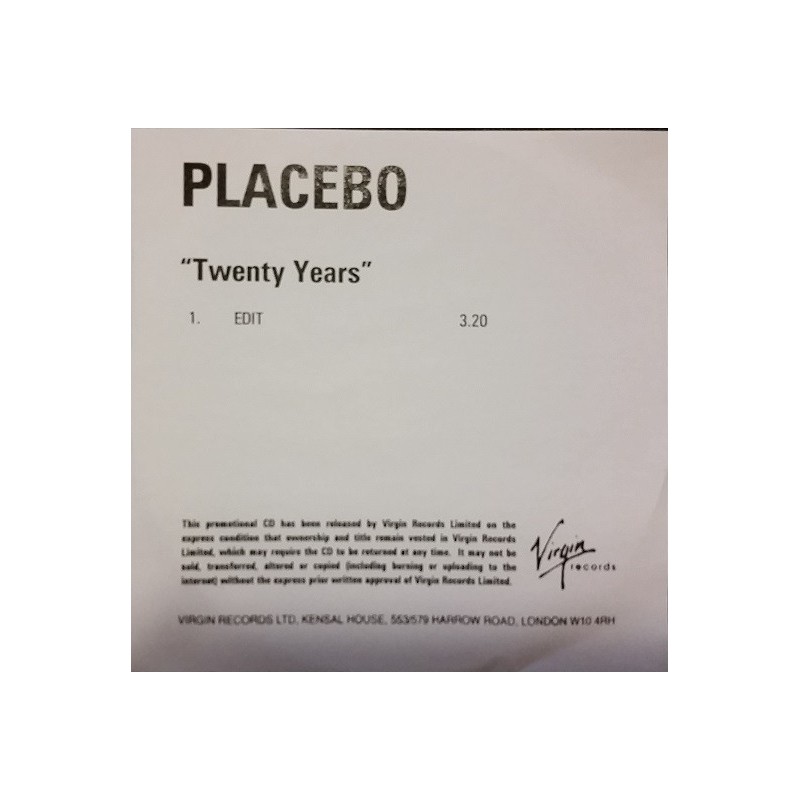 PLACEBO
"Twenty Years"
1. EDIT 3.20
This promotional CD has been released by Virgin Records Limited on the
express condition that ownership and title remain vested in Virgin Records
Limited, which may require the CD to be returned at any time. It may not be
sold, transferred, altered or copied (including burning or uploading to the
internet) without the express prior written approval of Virgin Records Limited.
Virgin
records
VIRGIN RECORDS LTD, KENSAL HOUSE, 553/579 HARROW ROAD, LONDON W10 4RH